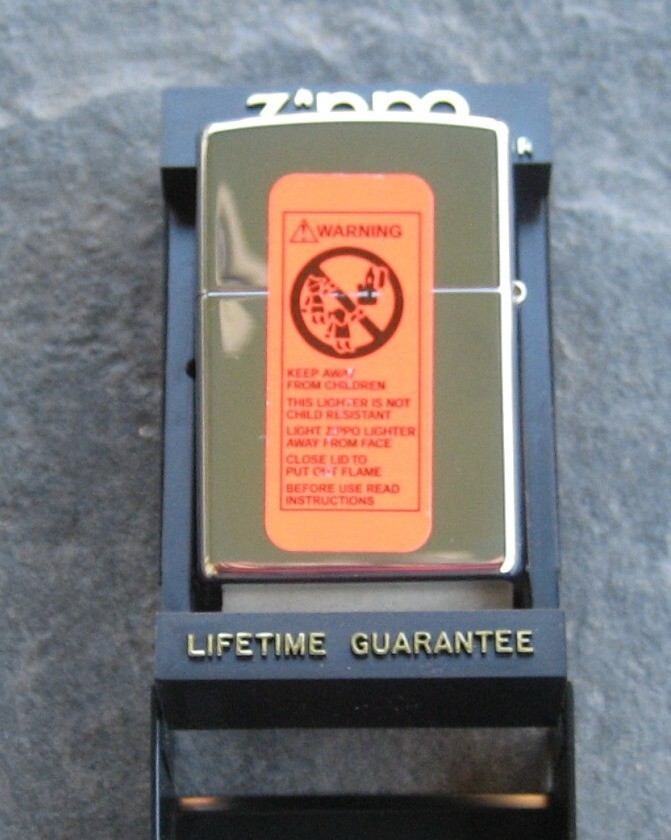 zippo
WARNING
KEEP AWAY
FROM CHILDREN
THIS LIGHTER IS NOT
CHILD RESISTANT
LIGHT ZIPPO LIGHTER
AWAY FROM FACE
CLOSE LID TO
PUT OUT FLAME
BEFORE USE READ
INSTRUCTIONS
LIFETIME GUARANTEE